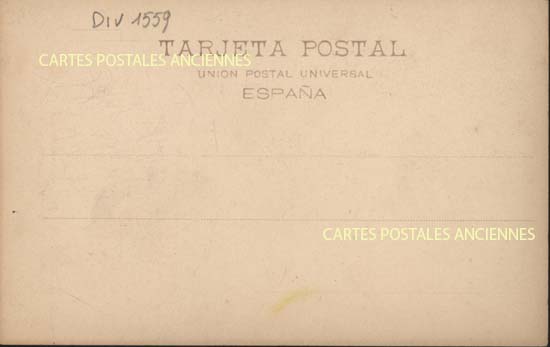 Div 1559
TARJETA POSTAL
CARTES POSTALES ANCIENNES
UNION POSTAL UNIVERSAL
ESPAÑA
CARTES POSTALES ANCIENNES